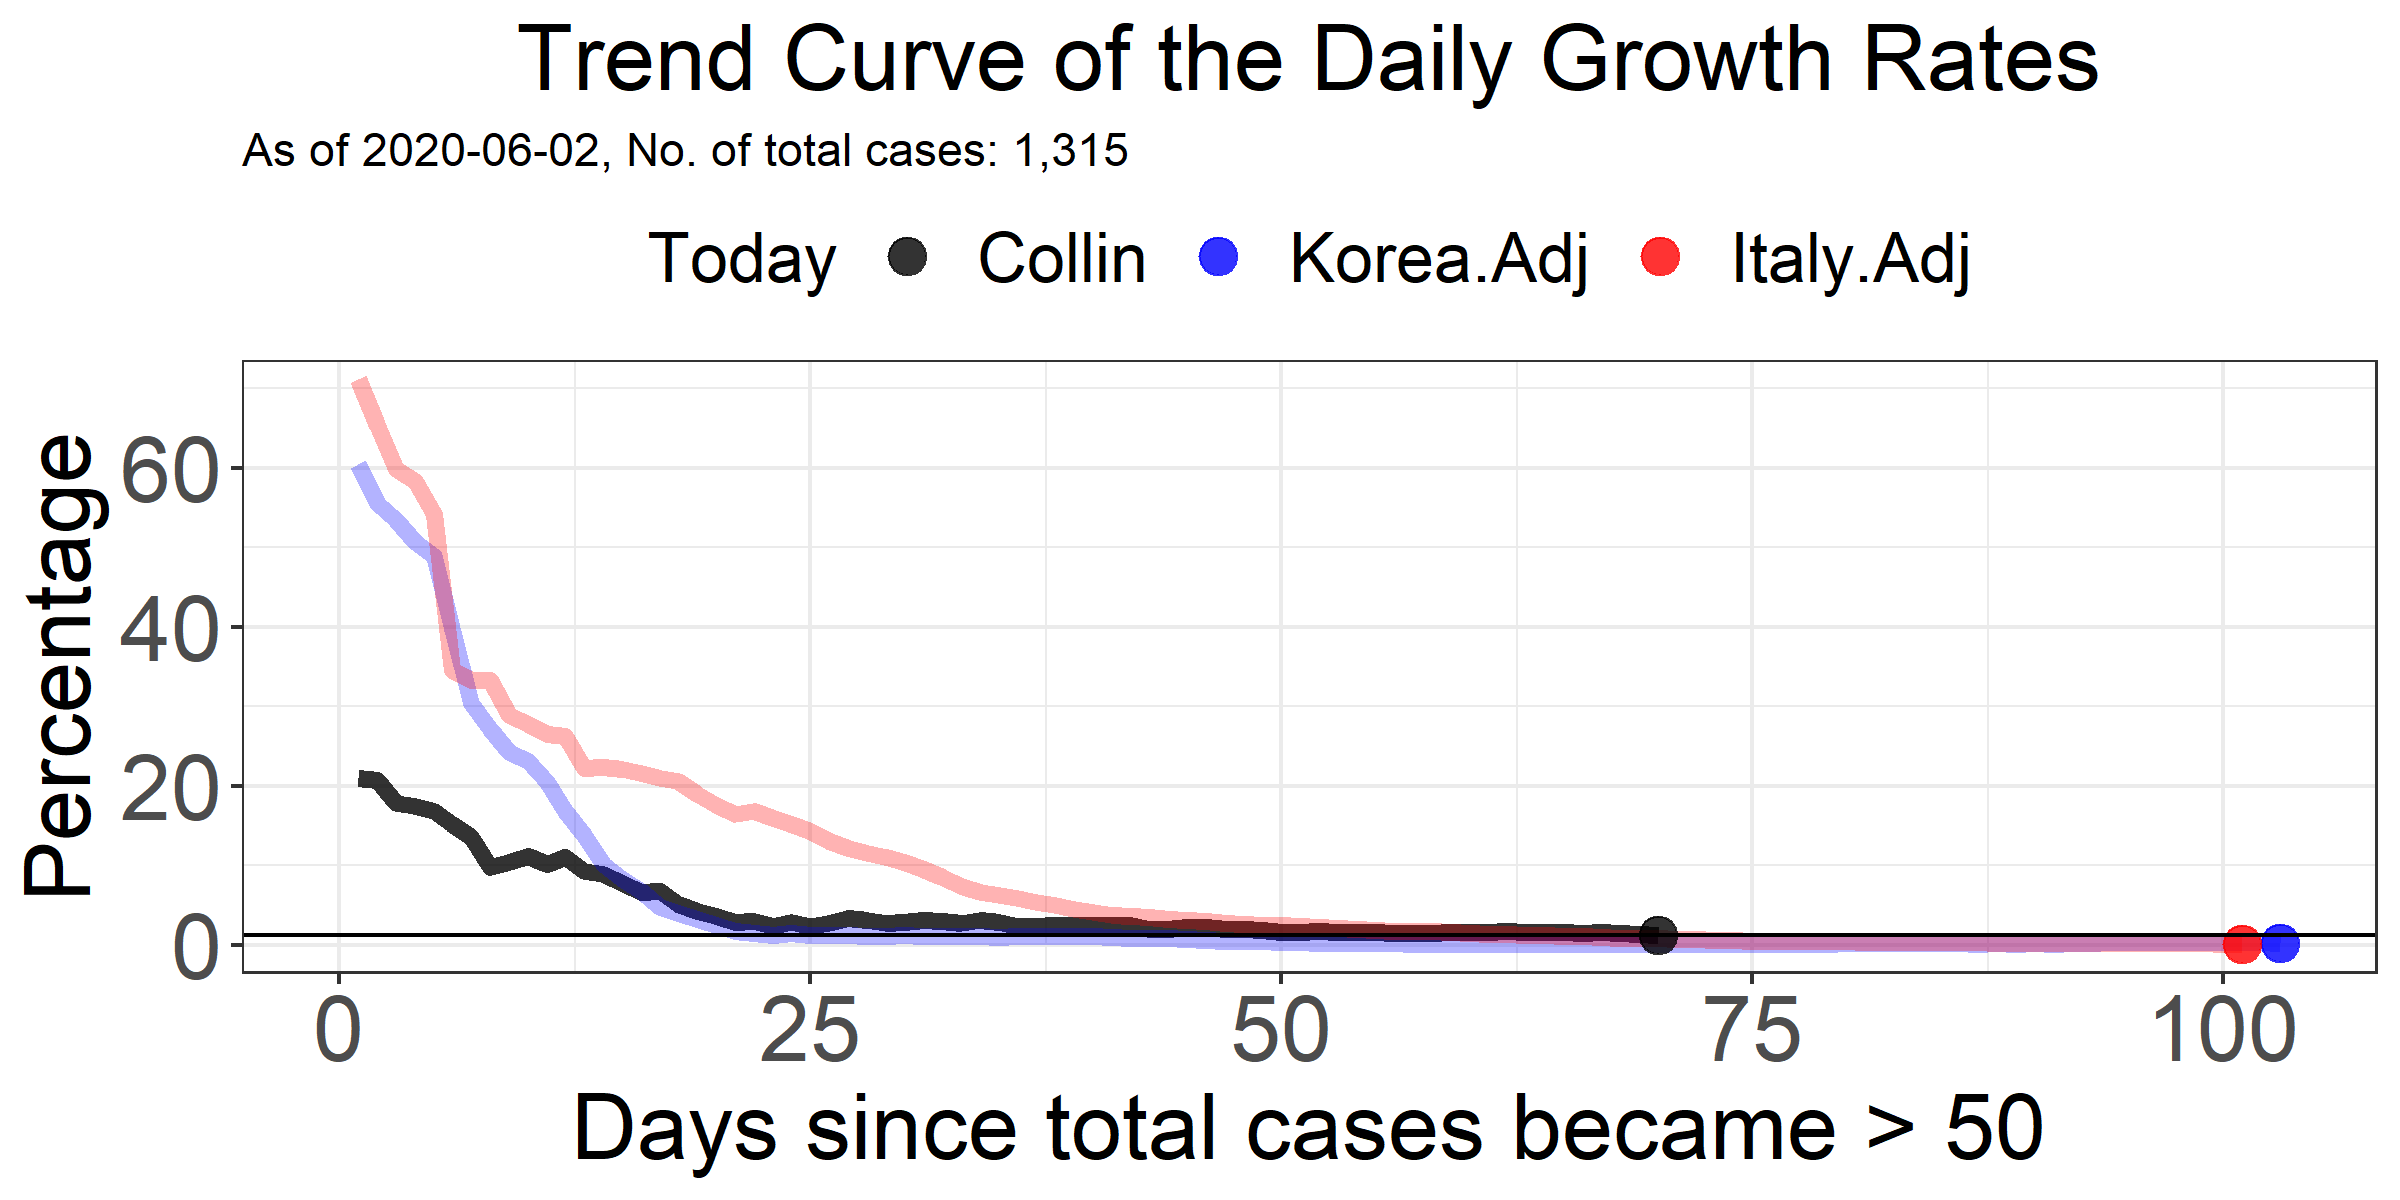 Trend Curve of the Daily Growth Rates
As of 2020-06-02, No. of total cases: 1,315
Today Collin Korea.Adj Italy.Adj
Percentage
60
40
20
0
0 25 50 75 100
Days since total cases became > 50